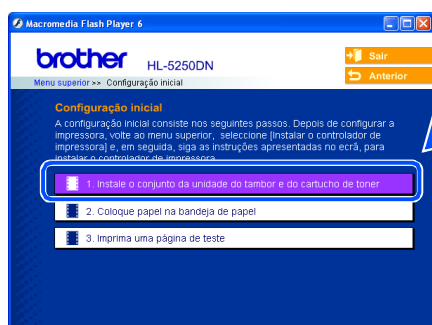 Macromedia Flash Player 6
brother
HL-5250DN
Sair
Anterior
Menu superior >> Configuração inicial
Configuração inicial
A configuração inicial consiste nos seguintes passos. Depois de configurar a
impressora, volte ao menu superior, seleccione [Instalar o controlador de
impressora] e, em seguida, siga as instruções apresentadas no ecrã, para
instalar o controlador de impressora.
1. Instale o conjunto da unidade do tambor e do cartucho de toner
2. Coloque papel na bandeja de papel
3. Imprima uma página de teste